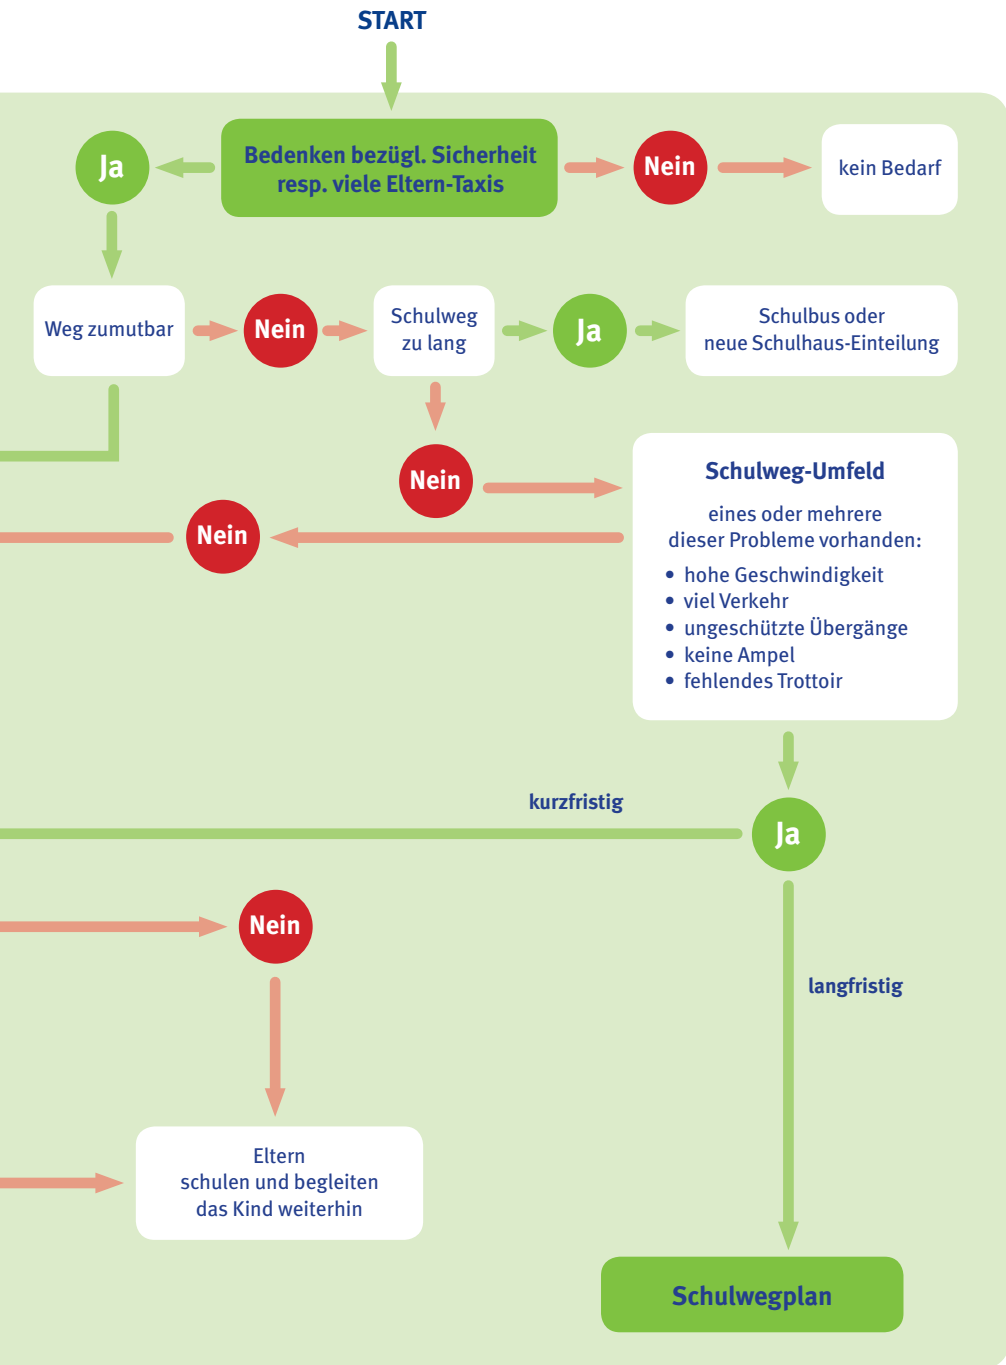 START
Ja
Bedenken bezügl. Sicherheit
resp. viele Eltern-Taxis
Nein
kein Bedarf
Weg zumutbar
Nein
Schulweg
zu lang
Ja
Schulbus oder
neue Schulhaus-Einteilung
Nein
Nein
Schulweg-Umfeld
eines oder mehrere
dieser Probleme vorhanden:
• hohe Geschwindigkeit
• viel Verkehr
• ungeschützte Übergänge
• keine Ampel
• fehlendes Trottoir
kurzfristig
Ja
Nein
langfristig
Eltern
schulen und begleiten
das Kind weiterhin
Schulwegplan